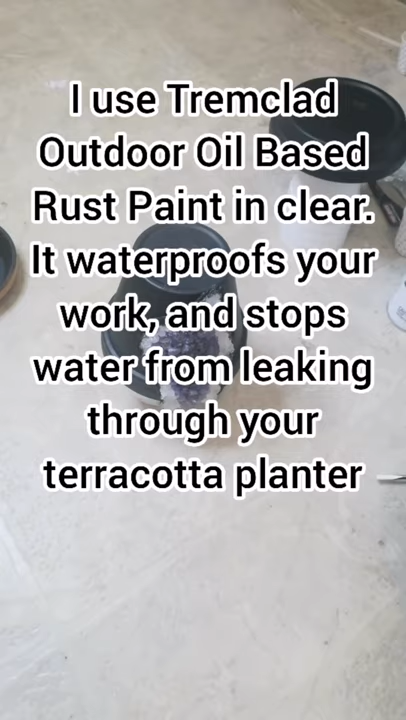 I use Tremclad
Outdoor Oil Based
Rust Paint in clear.
It waterproofs your
work, and stops
water from leaking
through your
terracotta planter